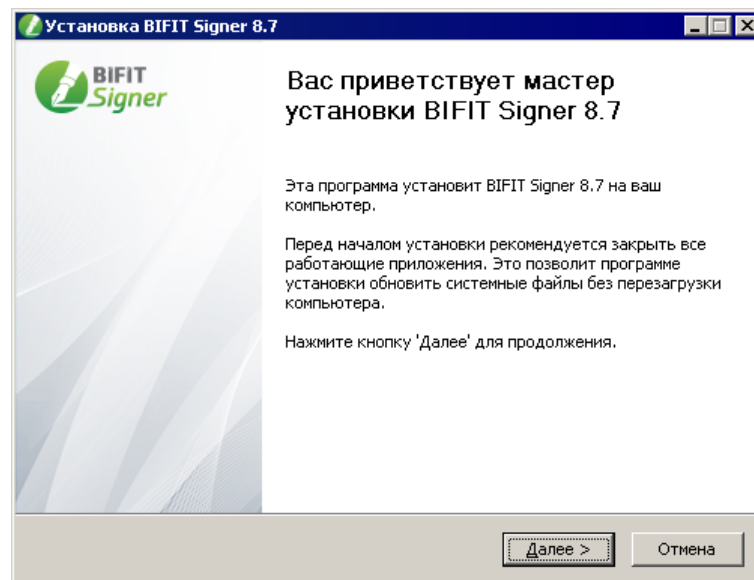 Установка BIFIT Signer 8.7
BIFIT
Signer
Вас приветствует мастер
установки BIFIT Signer 8.7
Эта программа установит BIFIT Signer 8.7 на ваш
компьютер.
Перед началом установки рекомендуется закрыть все
работающие приложения. Это позволит программе
установки обновить системные файлы без перезагрузки
компьютера.
Нажмите кнопку 'Далее' для продолжения.
Далее >
Отмена